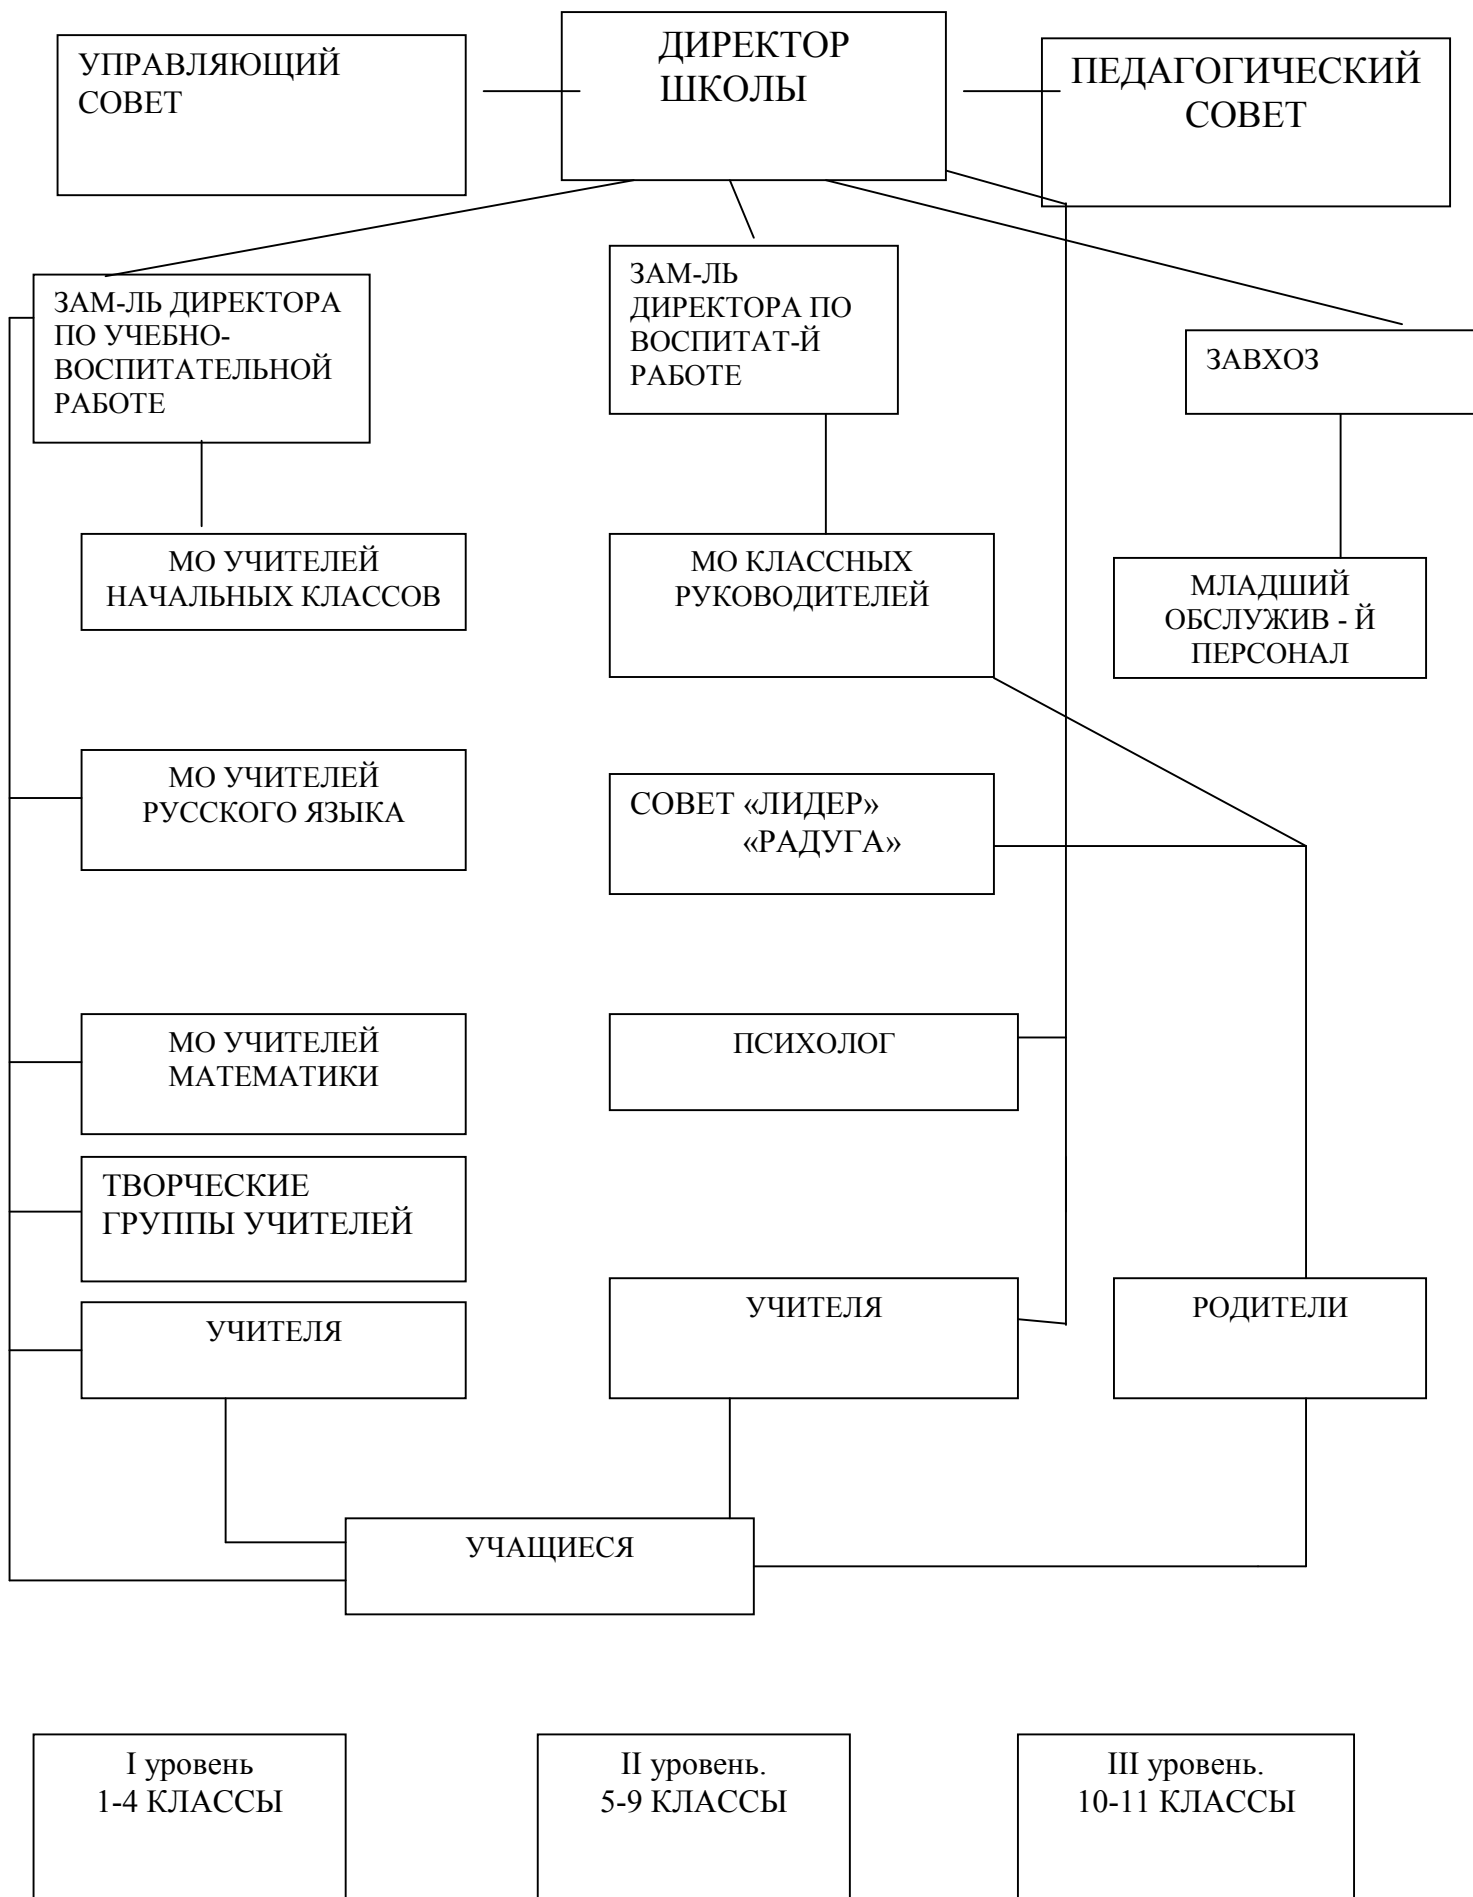 УПРАВЛЯЮЩИЙ
СОВЕТ
ДИРЕКТОР
ШКОЛЫ
ПЕДАГОГИЧЕСКИЙ
СОВЕТ
ЗАМ-ЛЬ ДИРЕКТОРА
ПО УЧЕБНО-
ВОСПИТАТЕЛЬНОЙ
РАБОТЕ
ЗАМ-ЛЬ
ДИРЕКТОРА ПО
ВОСПИТАТ-Й
РАБОТЕ
ЗАВХОЗ
МО УЧИТЕЛЕЙ
НАЧАЛЬНЫХ КЛАССОВ
МО КЛАССНЫХ
РУКОВОДИТЕЛЕЙ
МЛАДШИЙ
ОБСЛУЖИВ - Й
ПЕРСОНАЛ
МО УЧИТЕЛЕЙ
РУССКОГО ЯЗЫКА
СОВЕТ «ЛИДЕР»
«РАДУГА»
МО УЧИТЕЛЕЙ
МАТЕМАТИКИ
ПСИХОЛОГ
ТВОРЧЕСКИЕ
ГРУППЫ УЧИТЕЛЕЙ
УЧИТЕЛЯ
УЧИТЕЛЯ
РОДИТЕЛИ
УЧАЩИЕСЯ
I уровень
1-4 КЛАССЫ
II уровень.
5-9 КЛАССЫ
III уровень.
10-11 КЛАССЫ